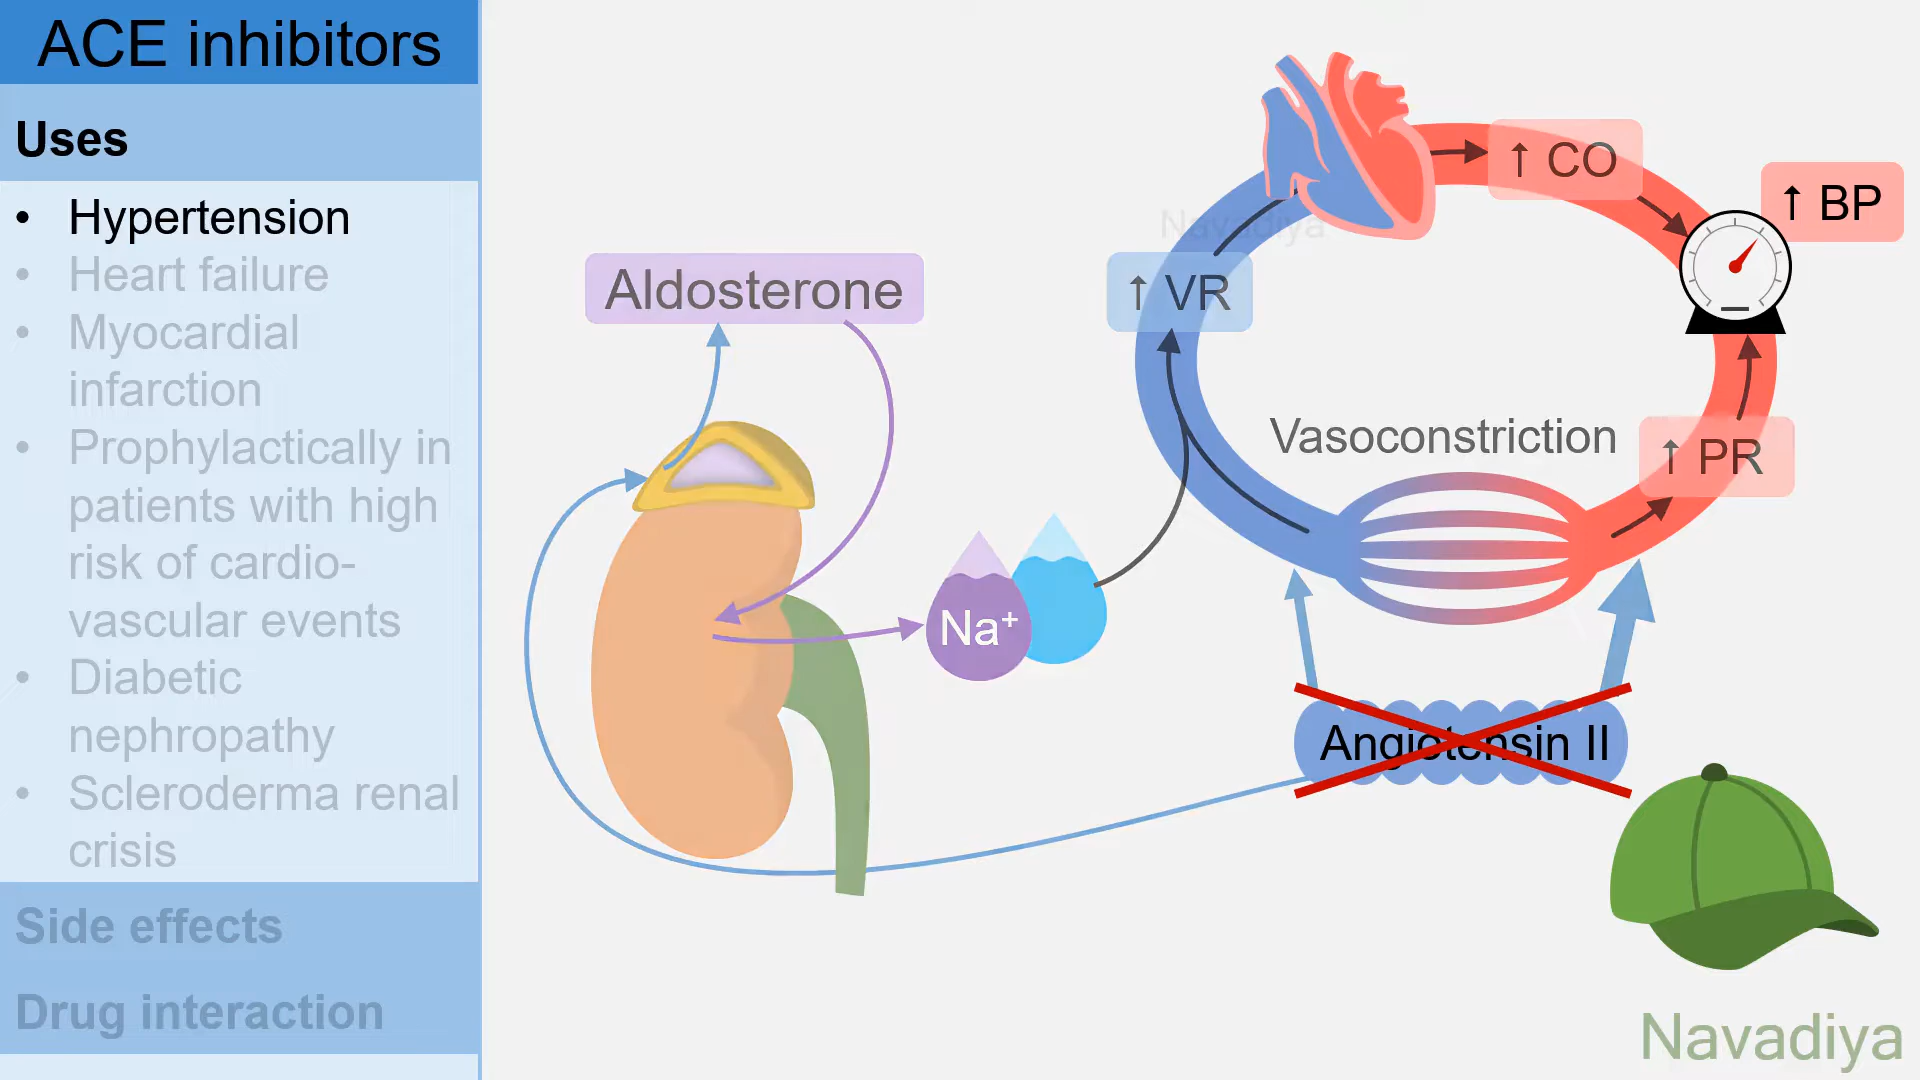 ACE inhibitors
Uses
• Hypertension
• Heart failure
• Myocardial
infarction
• Prophylactically in
patients with high
risk of cardio-
vascular events
• Diabetic
nephropathy
• Scleroderma renal
crisis
Side effects
Drug interaction
↑ CO
↑ BP
Navadiya
Aldosterone
↑ VR
Vasoconstriction
↑ PR
Na⁺
Angiotensin II
Navadiya